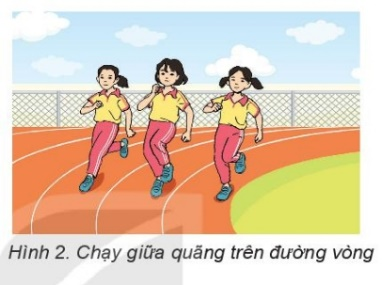 Hình 2. Chạy giữa quãng trên đường vòng